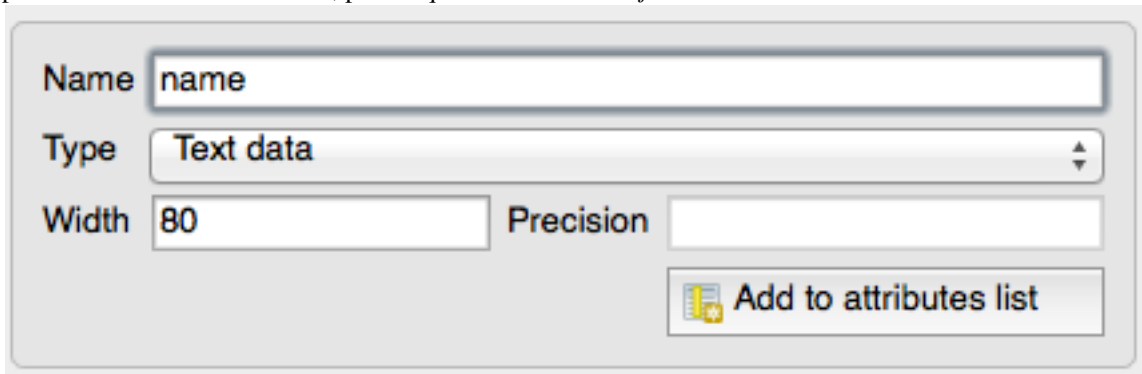 Name name
Type Text data
Width 80 Precision
Add to attributes list